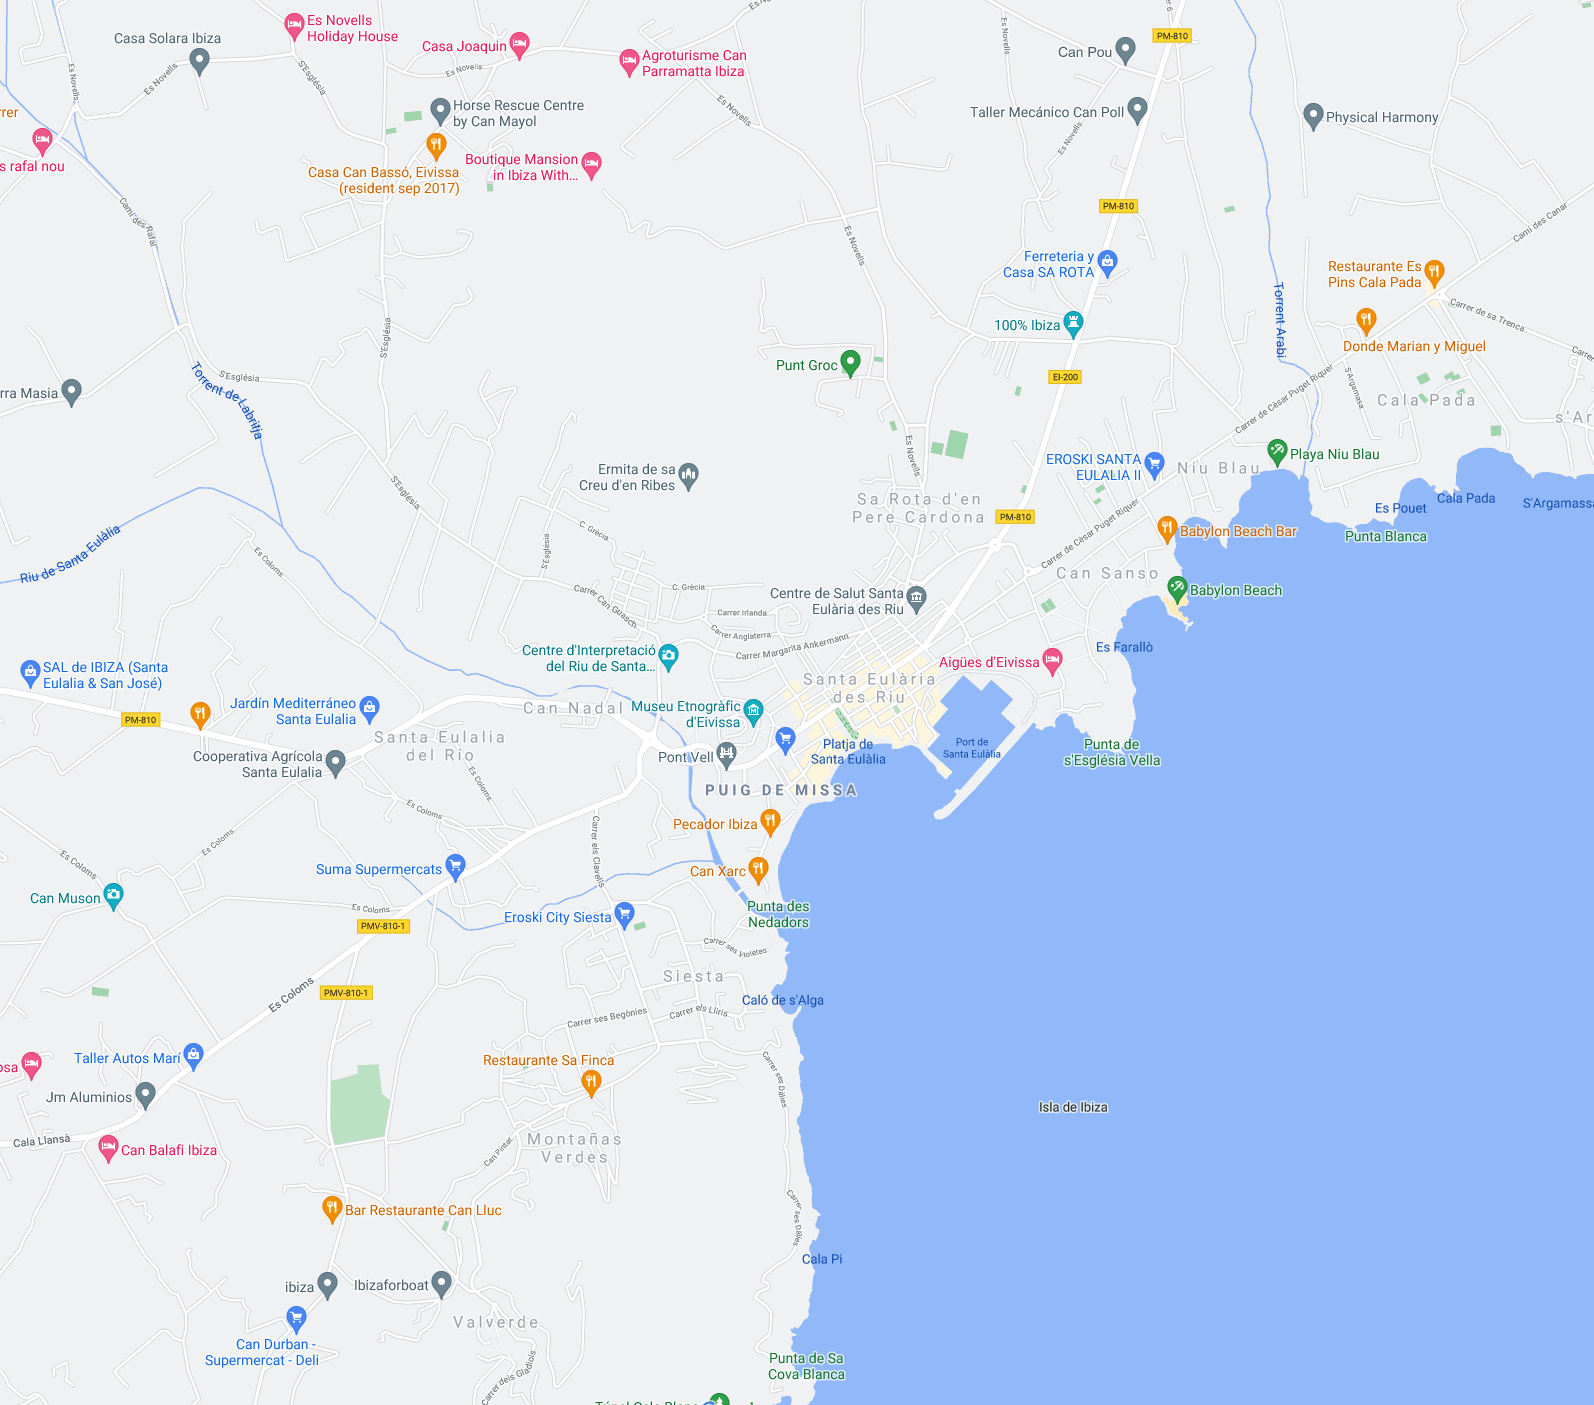 Es Novells
Holiday House
Casa Solara Ibiza
Casa Joaquin
Agroturisme Can
Parramatta Ibiza
Can Pou
PM-810
Es Novells
Es Novells
Es Novells
S'Església
Es Novells
Es Novells
Horse Rescue Centre
by Can Mayol
Taller Mecánico Can Poll
Physical Harmony
Es Novells
rrer
s rafal nou
Casa Can Bassó, Eivissa
(resident sep 2017)
Boutique Mansion
in Ibiza With...
PM-810
Camí des Rafal
Es Novells
Camí des Canar
Ferreteria y
Casa SA ROTA
Restaurante Es
Pins Cala Pada
Torrent Arabí
100% Ibiza
Carrer de sa Trenca
Donde Marian y Miguel
Carrer
S'Església
Punt Groc
EI-200
S'Església
Torrent de Labritja
rra Masia
S'Argamasa
Carrer de Cèsar Puget Riquer
Cala Pada
s'Ar
Es Novells
EROSKI SANTA
EULALIA II
Niu Blau
Playa Niu Blau
Ermita de sa
Creu d'en Ribes
S'Església
Sa Rota d'en
Pere Cardona
PM-810
Cala Pada
S'Argamassa
Es Pouet
Punta Blanca
Babylon Beach Bar
Carrer de Cèsar Puget Riquer
Riu de Santa Eulàlia
Es Coloms
C. Grècia
S'Església
Can Sanso
Babylon Beach
Carrer Can Guasch
C. Grècia
Centre de Salut Santa
Eulària des Riu
Carrer Irlanda
Carrer Anglaterra
Carrer Margarita Ankermann
Es Farallò
Centre d'Interpretació
del Riu de Santa...
Aigües d'Eivissa
SAL de IBIZA (Santa
Eulalia & San José)
Santa Eulària
des Riu
Jardín Mediterráneo
Santa Eulalia
Can Nadal
Museu Etnogràfic
d'Eivissa
PM-810
Santa Eulalia
del Río
Platja de
Santa Eulàlia
Port de
Santa Eulàlia
Punta de
s'Església Vella
Cooperativa Agrícola
Santa Eulalia
Pont Vell
Es Coloms
PUIG DE MISSA
Es Coloms
Pecador Ibiza
Es Coloms
Carrer els Clavells
Es Coloms
Suma Supermercats
Can Xarc
Can Muson
Es Coloms
Punta des
Nedadors
PMV-810-1
Eroski City Siesta
Carrer ses Violetes
Siesta
PMV-810-1
Es Coloms
Caló de s'Alga
Carrer ses Begònies
Carrer els Lliris
Taller Autos Marí
Restaurante Sa Finca
osa
Carrer ses Dàlies
Jm Aluminios
Isla de Ibiza
Cala Llansà
Can Balafi Ibiza
Can Pintat
Montañas
Verdes
Bar Restaurante Can Lluc
Carrer ses Dàlies
Cala Pi
ibiza
Ibizaforboat
Valverde
Can Durban -
Supermercat - Deli
Carrer dels Gladiols
Punta de Sa
Cova Blanca